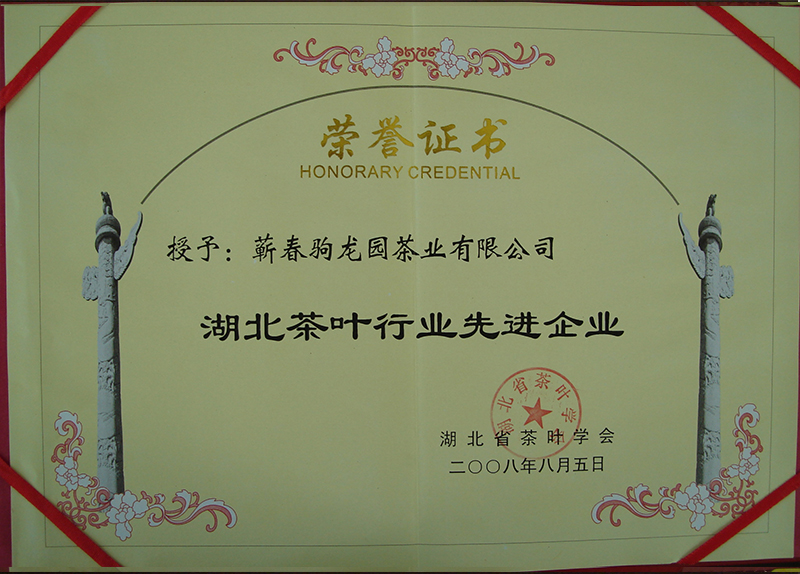 荣誉证书
HONORARY CREDENTIAL
授予：蕲春驹龙园茶业有限公司
湖北茶叶行业先进企业
湖北省茶叶学会
湖北省茶叶学会
二〇〇八年八月五日